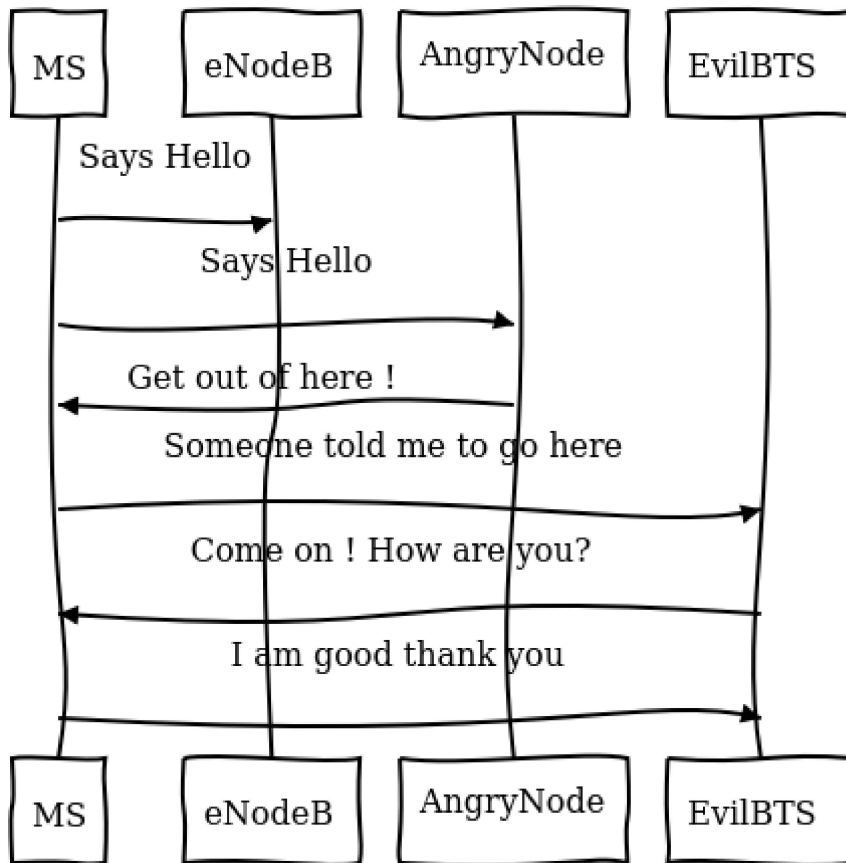 MS
eNodeB
AngryNode
EvilBTS
Says Hello
Says Hello
Get out of here !
Someone told me to go here
Come on ! How are you?
I am good thank you
MS
eNodeB
AngryNode
EvilBTS